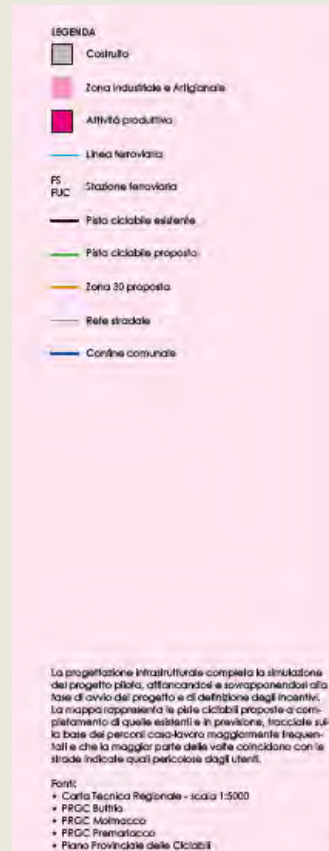 LEGENDA
Costruito
Zona industriale e Artigianale
Attività produttiva
Linea ferroviaria
FS
FUC Stazione ferroviaria
Pista ciclabile esistente
Pista ciclabile proposta
Zona 30 proposta
Rete stradale
Confine comunale
La progettazione infrastrutturale completa la simulazione
del progetto pilota, affiancandosi e sovrapponendosi alla
fase di avvio del progetto e di definizione degli incentivi.
La mappa rappresenta le piste ciclabili proposte a com-
pletamento di quelle esistenti e in previsione, tracciate sul-
la base dei percorsi casa-lavoro maggiormente frequen-
tati e che la maggior parte delle volte coincidono con le
strade indicate quali pericolose dagli utenti.
Fonti:
• Carta Tecnica Regionale - scala 1:5000
• PRGC Buttrio
• PRGC Moimacco
• PRGC Premariacco
• Piano Provinciale delle Ciclabili